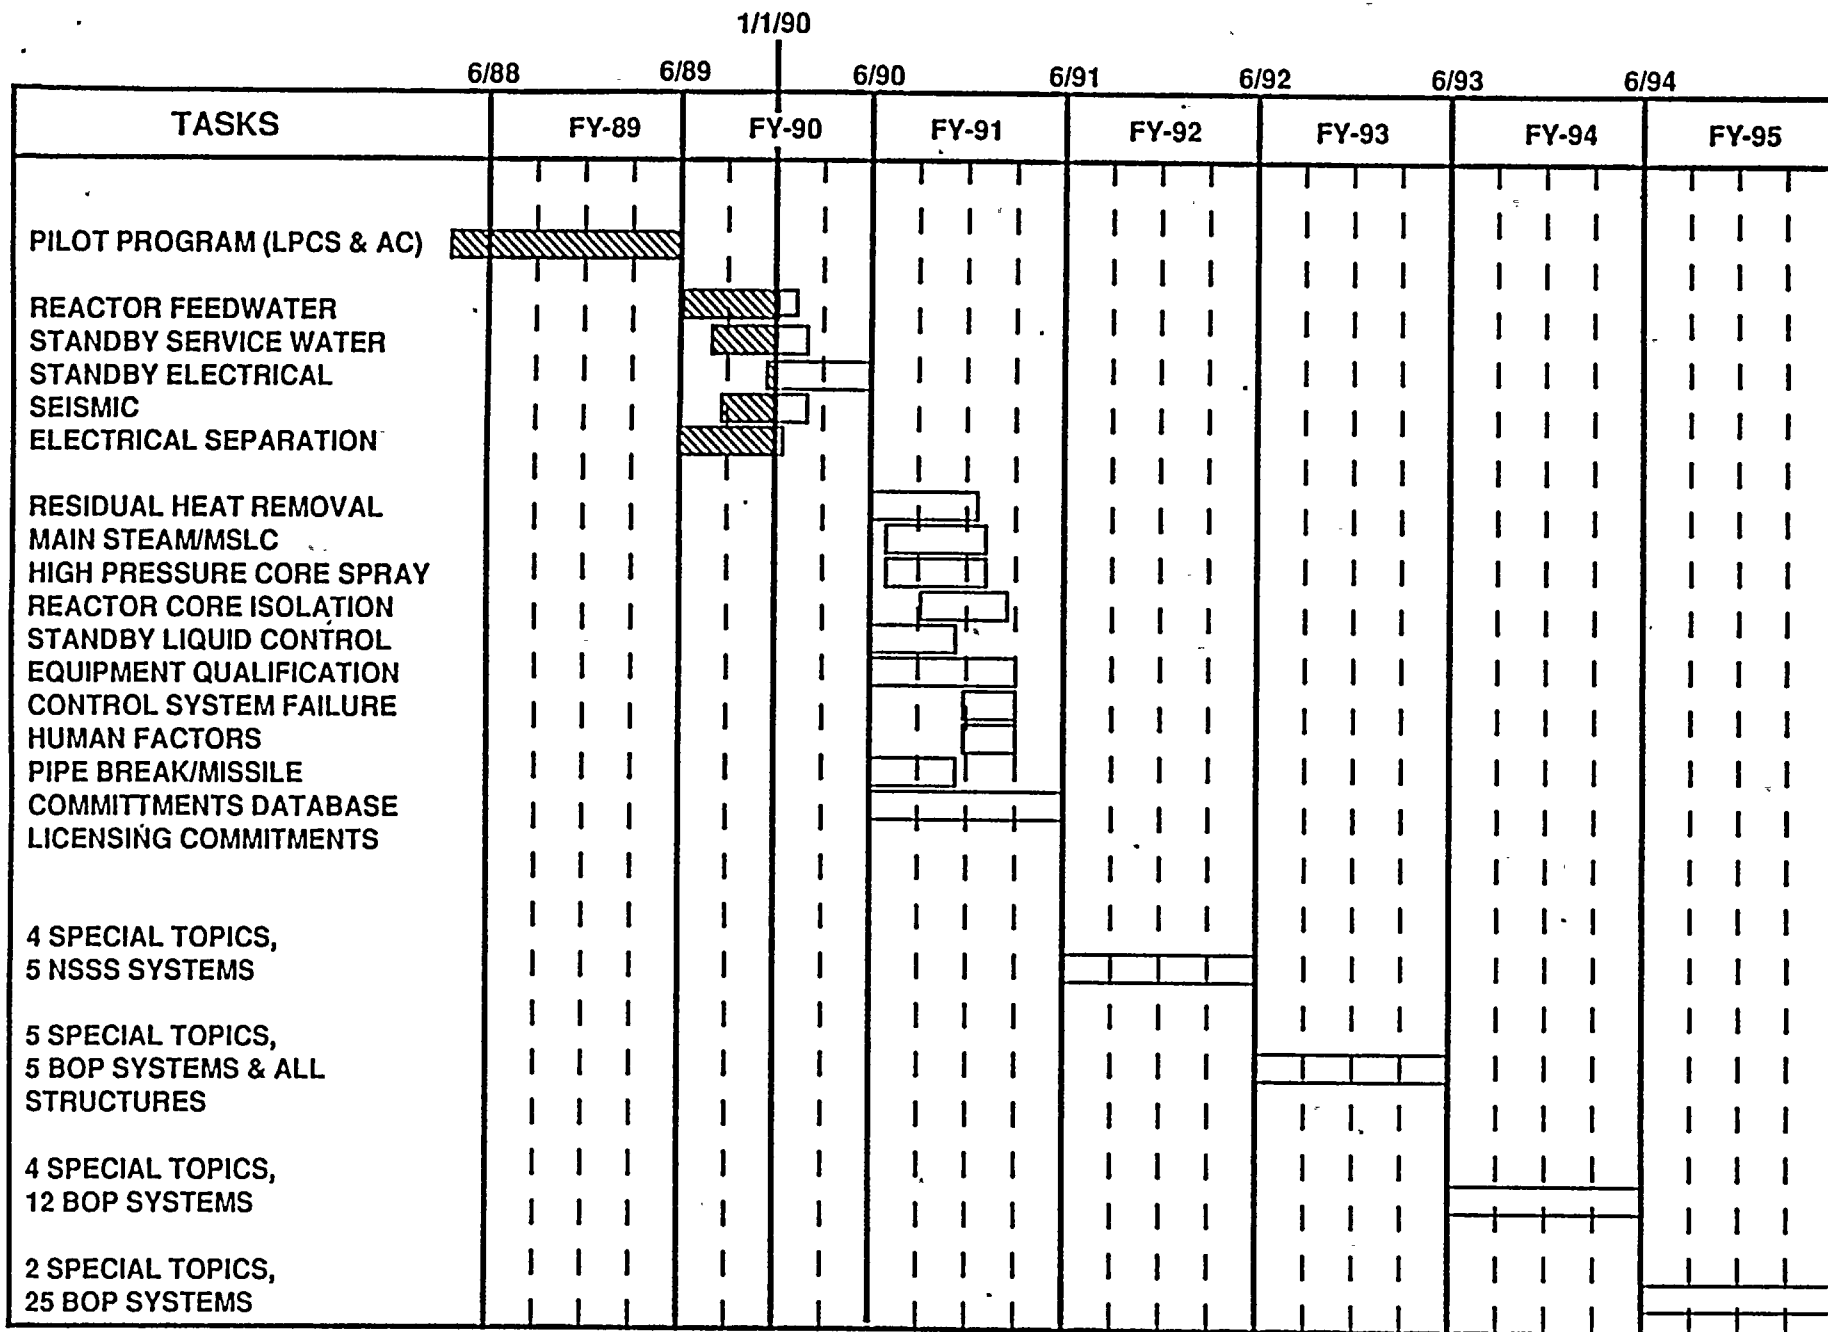 1/1/90
6/88 6/89 6/90 6/91 6/92 6/93 6/94
TASKS FY-89 FY-90 FY-91 FY-92 FY-93 FY-94 FY-95
PILOT PROGRAM (LPCS & AC)
REACTOR FEEDWATER
STANDBY SERVICE WATER
STANDBY ELECTRICAL
SEISMIC
ELECTRICAL SEPARATION
RESIDUAL HEAT REMOVAL
MAIN STEAM/MSLC
HIGH PRESSURE CORE SPRAY
REACTOR CORE ISOLATION
STANDBY LIQUID CONTROL
EQUIPMENT QUALIFICATION
CONTROL SYSTEM FAILURE
HUMAN FACTORS
PIPE BREAK/MISSILE
COMMITTMENTS DATABASE
LICENSING COMMITMENTS
4 SPECIAL TOPICS,
5 NSSS SYSTEMS
5 SPECIAL TOPICS,
5 BOP SYSTEMS & ALL
STRUCTURES
4 SPECIAL TOPICS,
12 BOP SYSTEMS
2 SPECIAL TOPICS,
25 BOP SYSTEMS